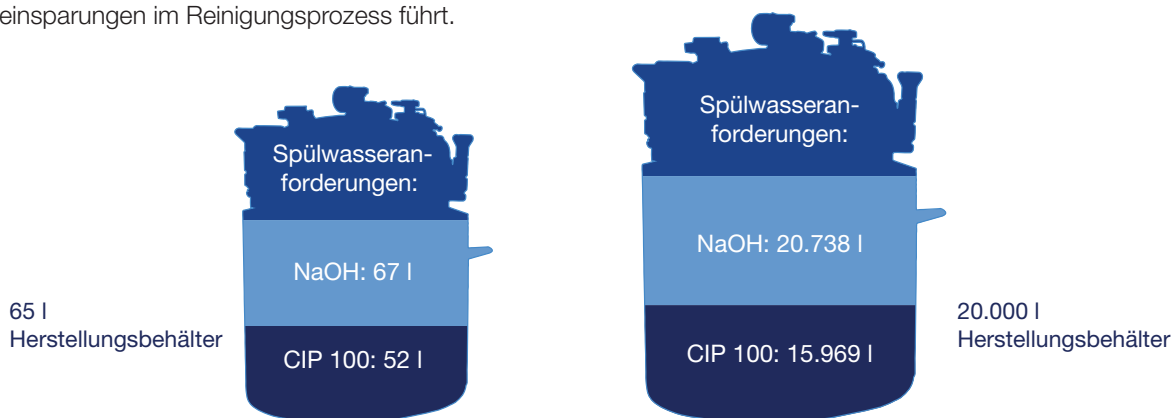 einsparungen im Reinigungsprozess führt.
Spülwasseran-
forderungen:
NaOH: 67 l
CIP 100: 52 l
65 l
Herstellungsbehälter
Spülwasseran-
forderungen:
NaOH: 20.738 l
CIP 100: 15.969 l
20.000 l
Herstellungsbehälter